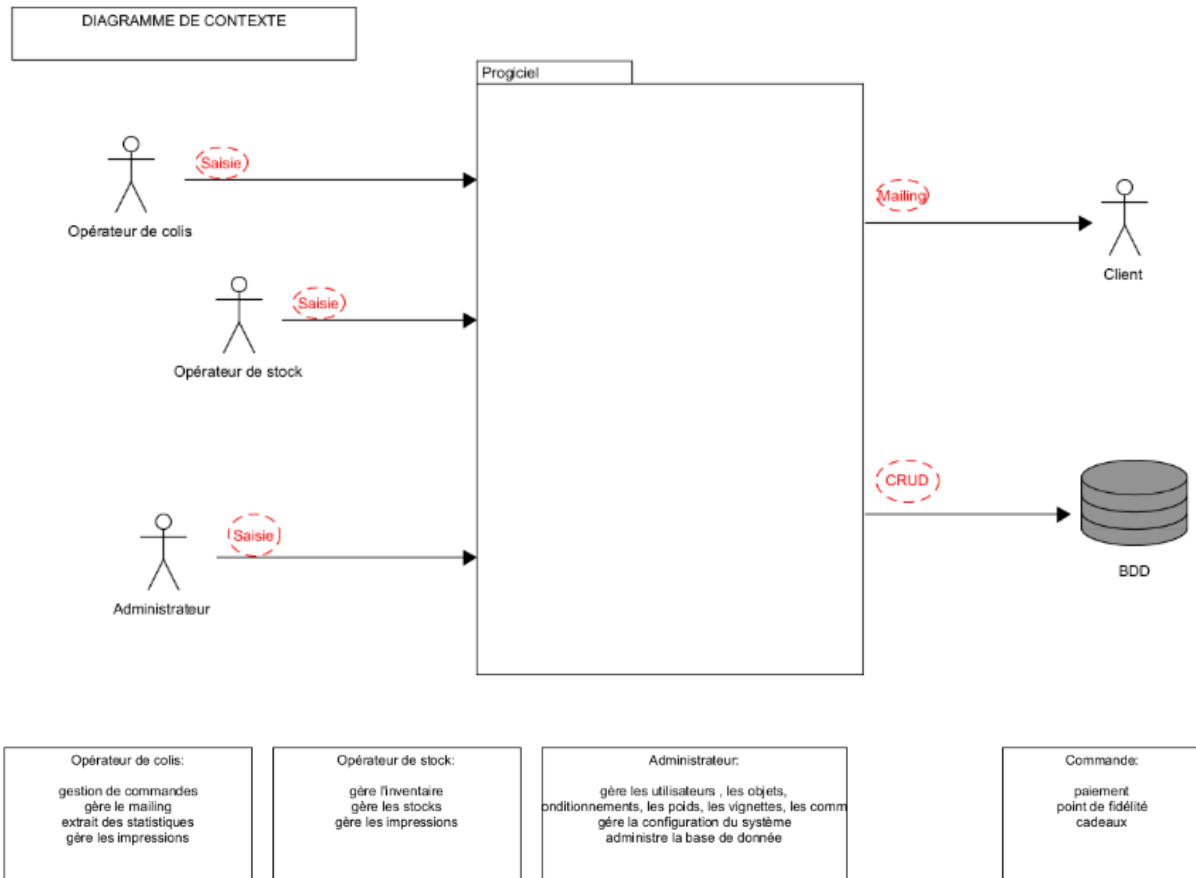 DIAGRAMME DE CONTEXTE
Progiciel
Saisie
Opérateur de colis
Mailing
Client
Saisie
Opérateur de stock
CRUD
BDD
Saisie
Administrateur
Opérateur de colis:
gestion de commandes
gère le mailing
extrait des statistiques
gère les impressions
Opérateur de stock:
gère l'inventaire
gère les stocks
gère les impressions
Administrateur:
gère les utilisateurs , les objets,
onditionnements, les poids, les vignettes, les comm
gére la configuration du système
administre la base de donnée
Commande:
paiement
point de fidélité
cadeaux